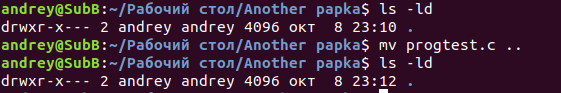 andrey@SubB:~/Рабочий стол/Another papka$ ls -ld
drwxr-x--- 2 andrey andrey 4096 окт  8 23:10 .
andrey@SubB:~/Рабочий стол/Another papka$ mv progtest.c ..
andrey@SubB:~/Рабочий стол/Another papka$ ls -ld
drwxr-x--- 2 andrey andrey 4096 окт  8 23:12 .